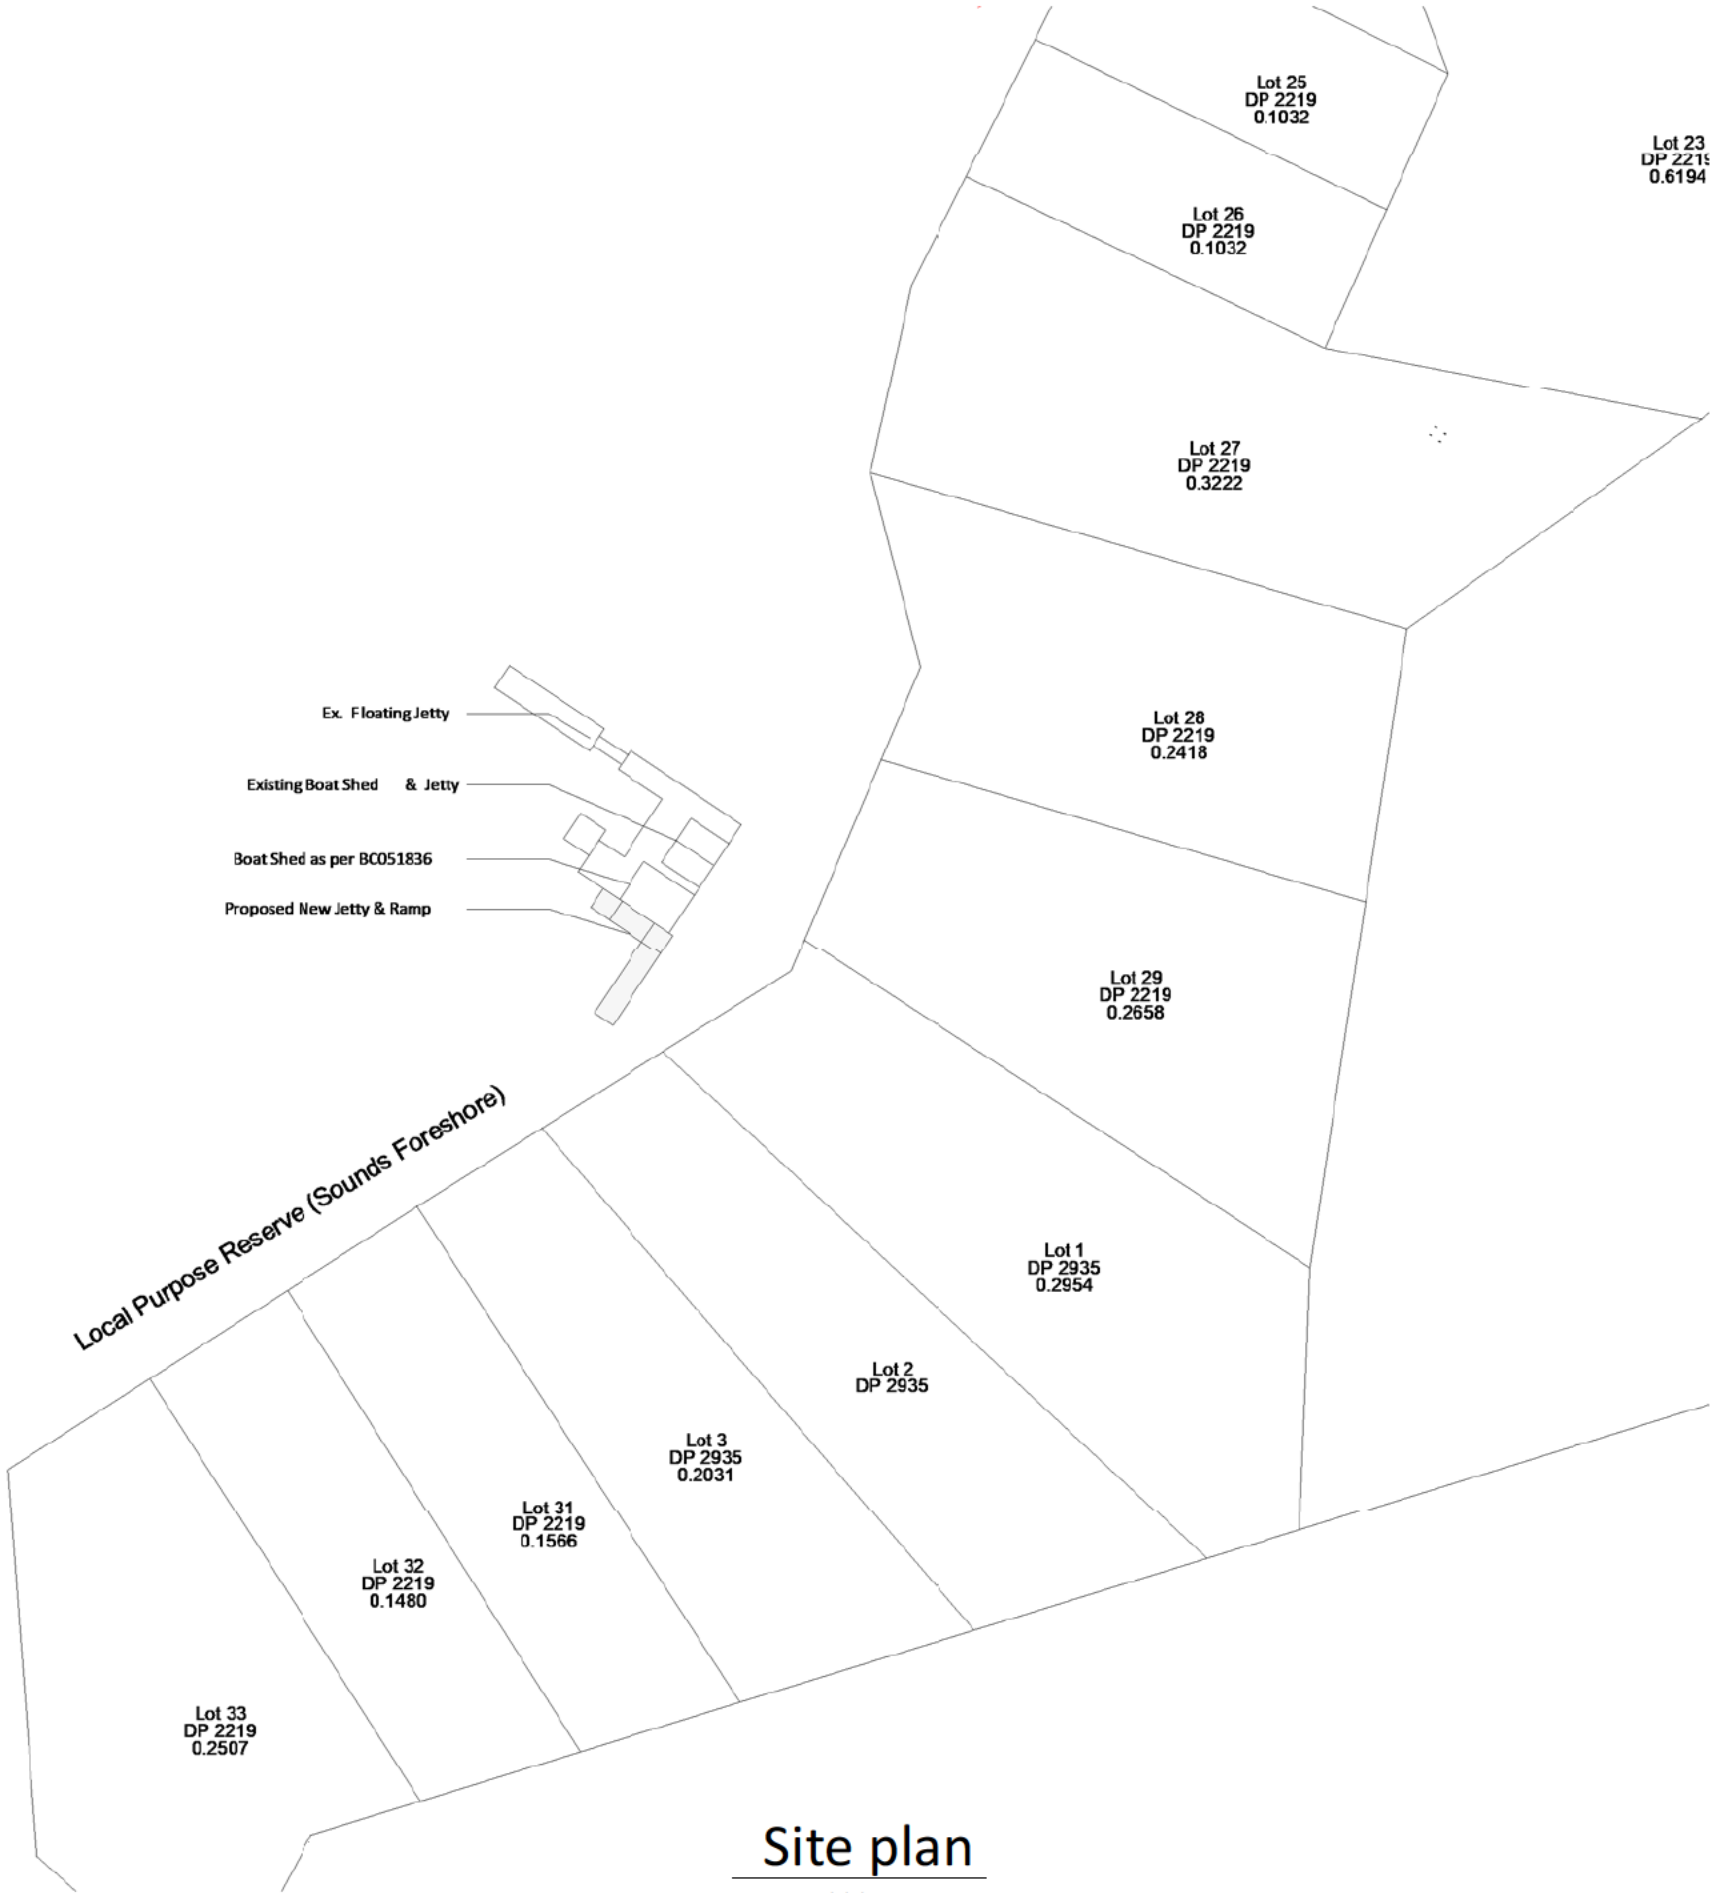 Lot 25
DP 2219
0.1032
Lot 23
DP 2219
0.6194
Lot 26
DP 2219
0.1032
Lot 27
DP 2219
0.3222
Ex. Floating Jetty
Lot 28
DP 2219
0.2418
Existing Boat Shed & Jetty
Boat Shed as per BC051836
Proposed New Jetty & Ramp
Lot 29
DP 2219
0.2658
Local Purpose Reserve (Sounds Foreshore)
Lot 1
DP 2935
0.2954
Lot 2
DP 2935
Lot 3
DP 2935
0.2031
Lot 31
DP 2219
0.1566
Lot 32
DP 2219
0.1480
Lot 33
DP 2219
0.2507
Site plan